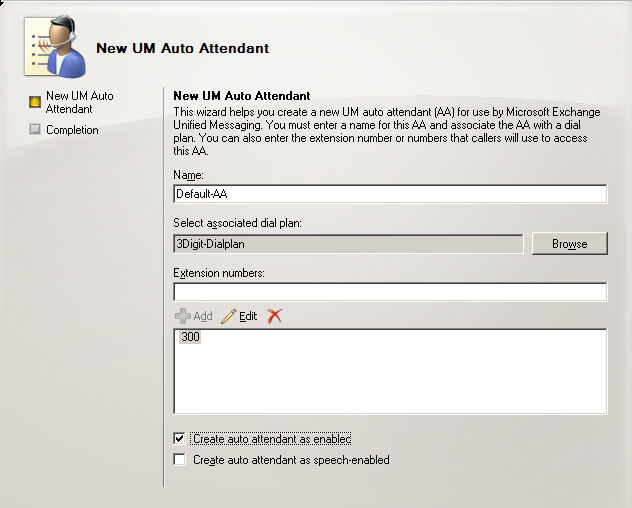 New UM Auto Attendant
New UM Auto
Attendant
Completion
New UM Auto Attendant
This wizard helps you create a new UM auto attendant (AA) for use by Microsoft Exchange
Unified Messaging. You must enter a name for this AA and associate the AA with a dial
plan. You can also enter the extension number or numbers that callers will use to access
this AA.
Name:
Default-AA
Select associated dial plan:
3Digit-Dialplan
Browse
Extension numbers:
Add Edit
300
Create auto attendant as enabled
Create auto attendant as speech-enabled